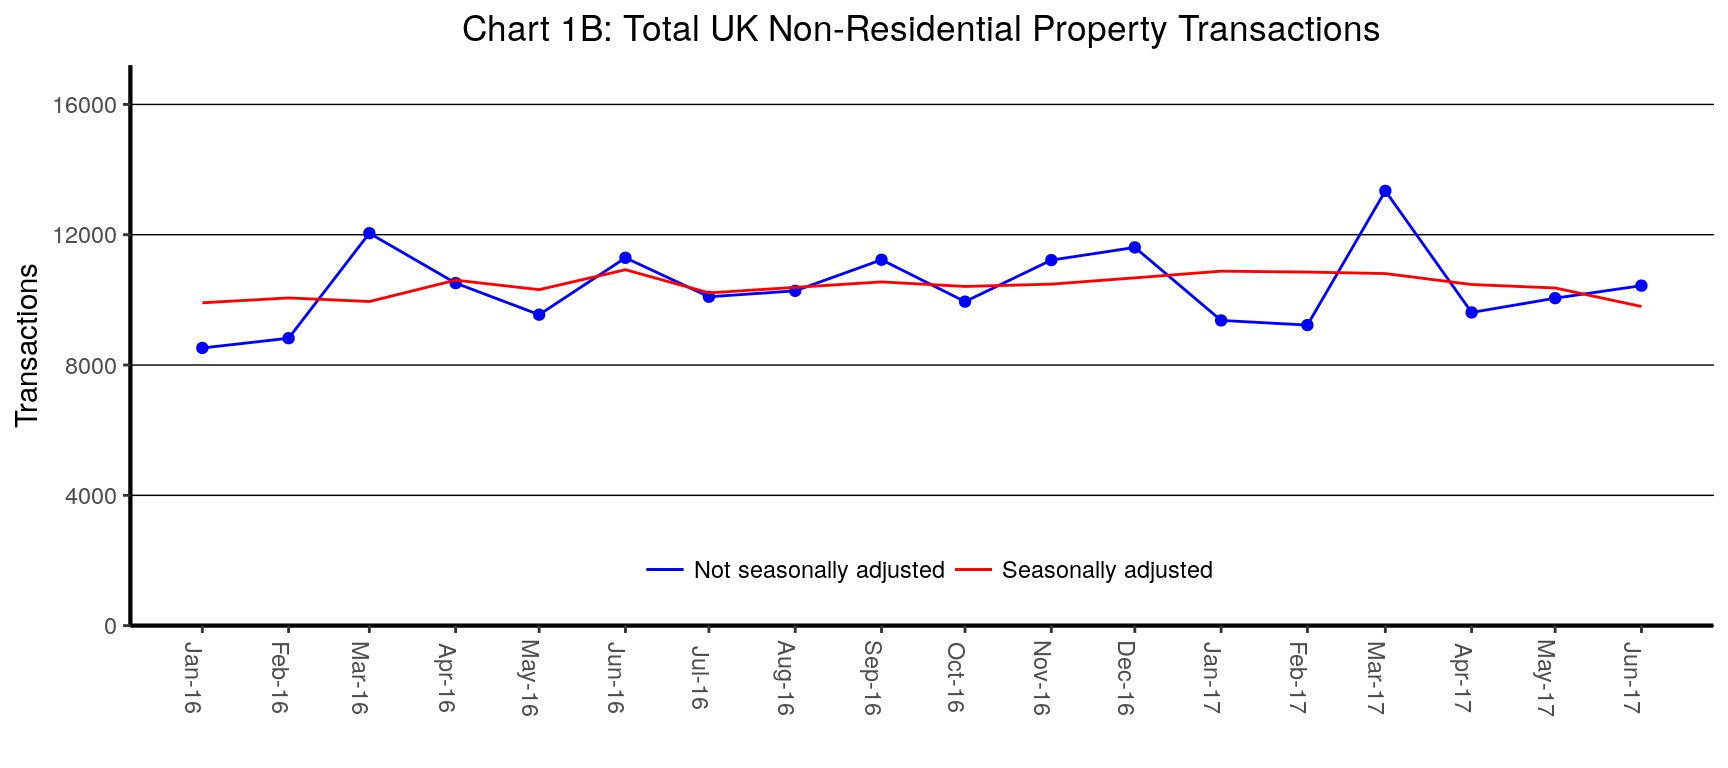 Chart 1B: Total UK Non-Residential Property Transactions
Transactions
16000
12000
8000
4000
0
Not seasonally adjusted
Seasonally adjusted
Jan-16
Feb-16
Mar-16
Apr-16
May-16
Jun-16
Jul-16
Aug-16
Sep-16
Oct-16
Nov-16
Dec-16
Jan-17
Feb-17
Mar-17
Apr-17
May-17
Jun-17